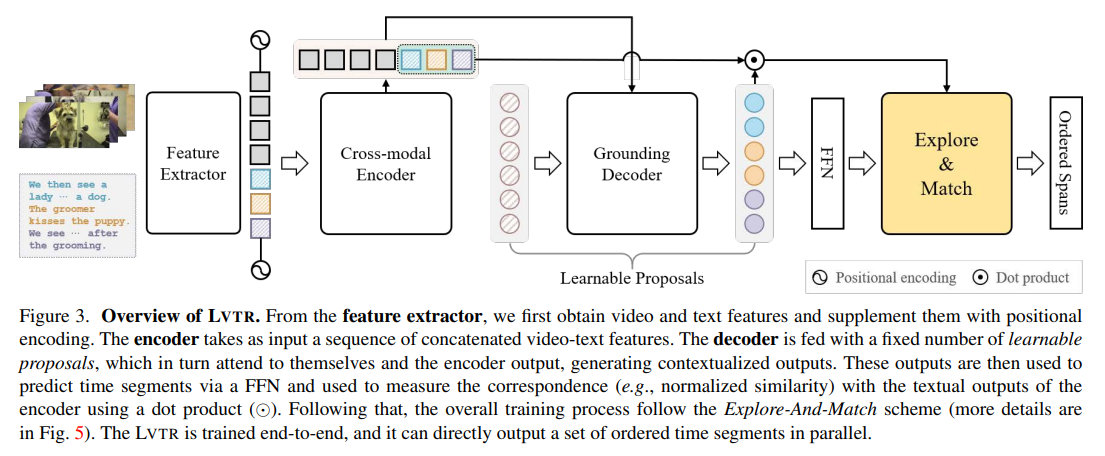 We then see a
lady ··· a dog.
The groomer
kisses the puppy.
We see ··· after
the grooming.
Feature
Extractor
Cross-modal
Encoder
Grounding
Decoder
Learnable Proposals
FFN
Explore
&
Match
Ordered Spans
Positional encoding
Dot product
Figure 3. Overview of LVTR. From the feature extractor, we first obtain video and text features and supplement them with positional
encoding. The encoder takes as input a sequence of concatenated video-text features. The decoder is fed with a fixed number of learnable
proposals, which in turn attend to themselves and the encoder output, generating contextualized outputs. These outputs are then used to
predict time segments via a FFN and used to measure the correspondence (e.g., normalized similarity) with the textual outputs of the
encoder using a dot product (⊙). Following that, the overall training process follow the Explore-And-Match scheme (more details are
in Fig. 5). The LVTR is trained end-to-end, and it can directly output a set of ordered time segments in parallel.